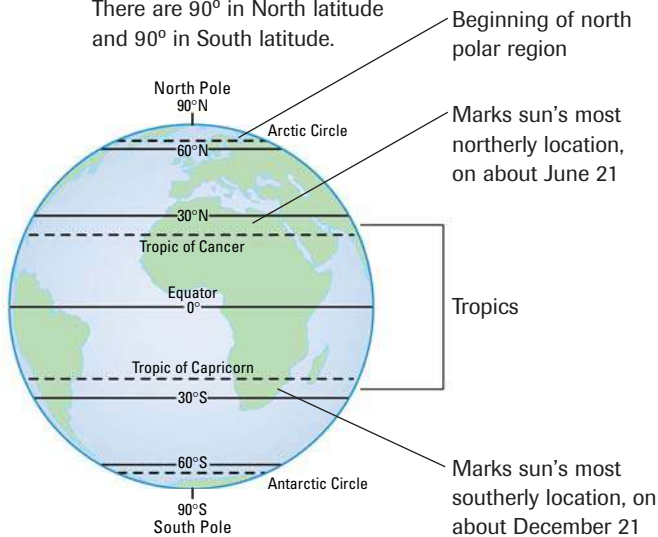 There are 90º in North latitude
and 90º in South latitude.
Beginning of north
polar region
North Pole
90°N
Arctic Circle
60°N
Marks sun's most
northerly location,
on about June 21
30°N
Tropic of Cancer
Equator
0°
Tropics
Tropic of Capricorn
30°S
60°S
Antarctic Circle
90°S
South Pole
Marks sun's most
southerly location, on
about December 21